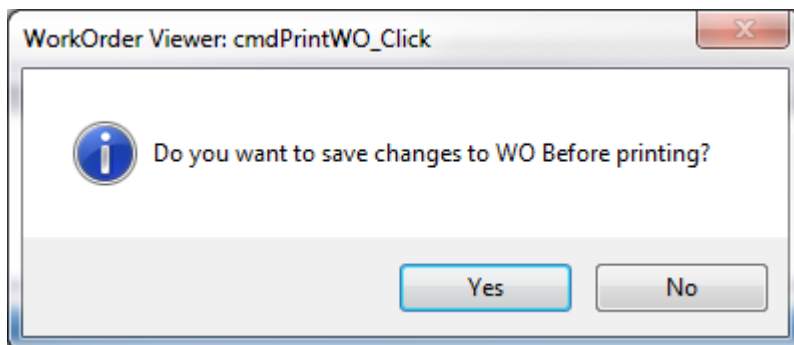 WorkOrder Viewer: cmdPrintWO_Click
Do you want to save changes to WO Before printing?
Yes No